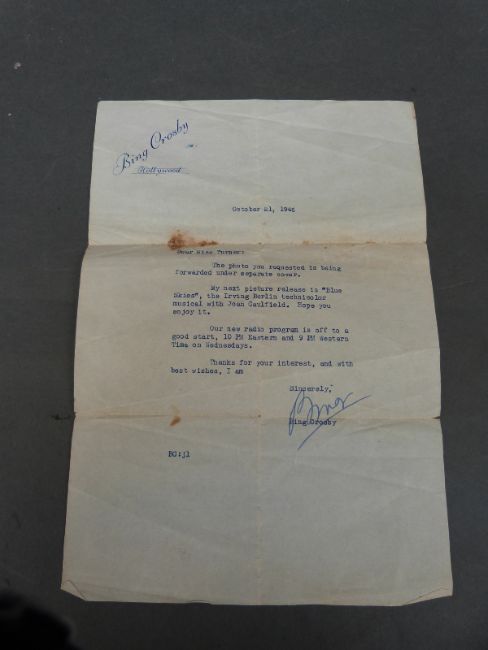 Bing Crosby
Hollywood
October 21, 1946
Dear Miss Turner:
The photo you requested is being
forwarded under separate cover.
My next picture release is "Blue
Skies", the Irving Berlin technicolor
musical with Joan Caulfield. Hope you
enjoy it.
Our new radio program is off to a
good start, 10 PM Eastern and 9 PM Western
Time on Wednesdays.
Thanks for your interest, and with
best wishes, I am
Sincerely,
Bing
Bing Crosby
BC:jl